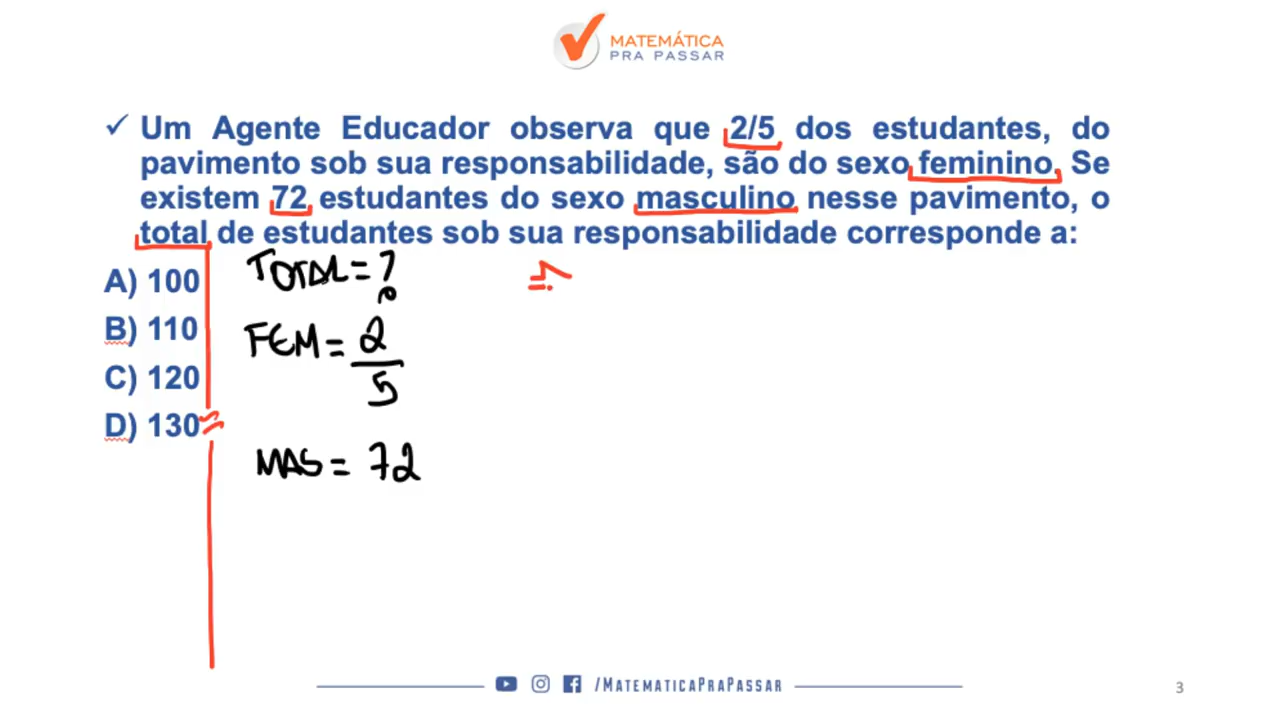 MATEMÁTICA
PRA PASSAR
✓ Um Agente Educador observa que 2/5 dos estudantes, do
pavimento sob sua responsabilidade, são do sexo feminino. Se
existem 72 estudantes do sexo masculino nesse pavimento, o
total de estudantes sob sua responsabilidade corresponde a:
A) 100
B) 110
C) 120
D) 130
TOTAL = ?
FEM = 2
5
MAS = 72
/MATEMATICAPRAPASSAR
3